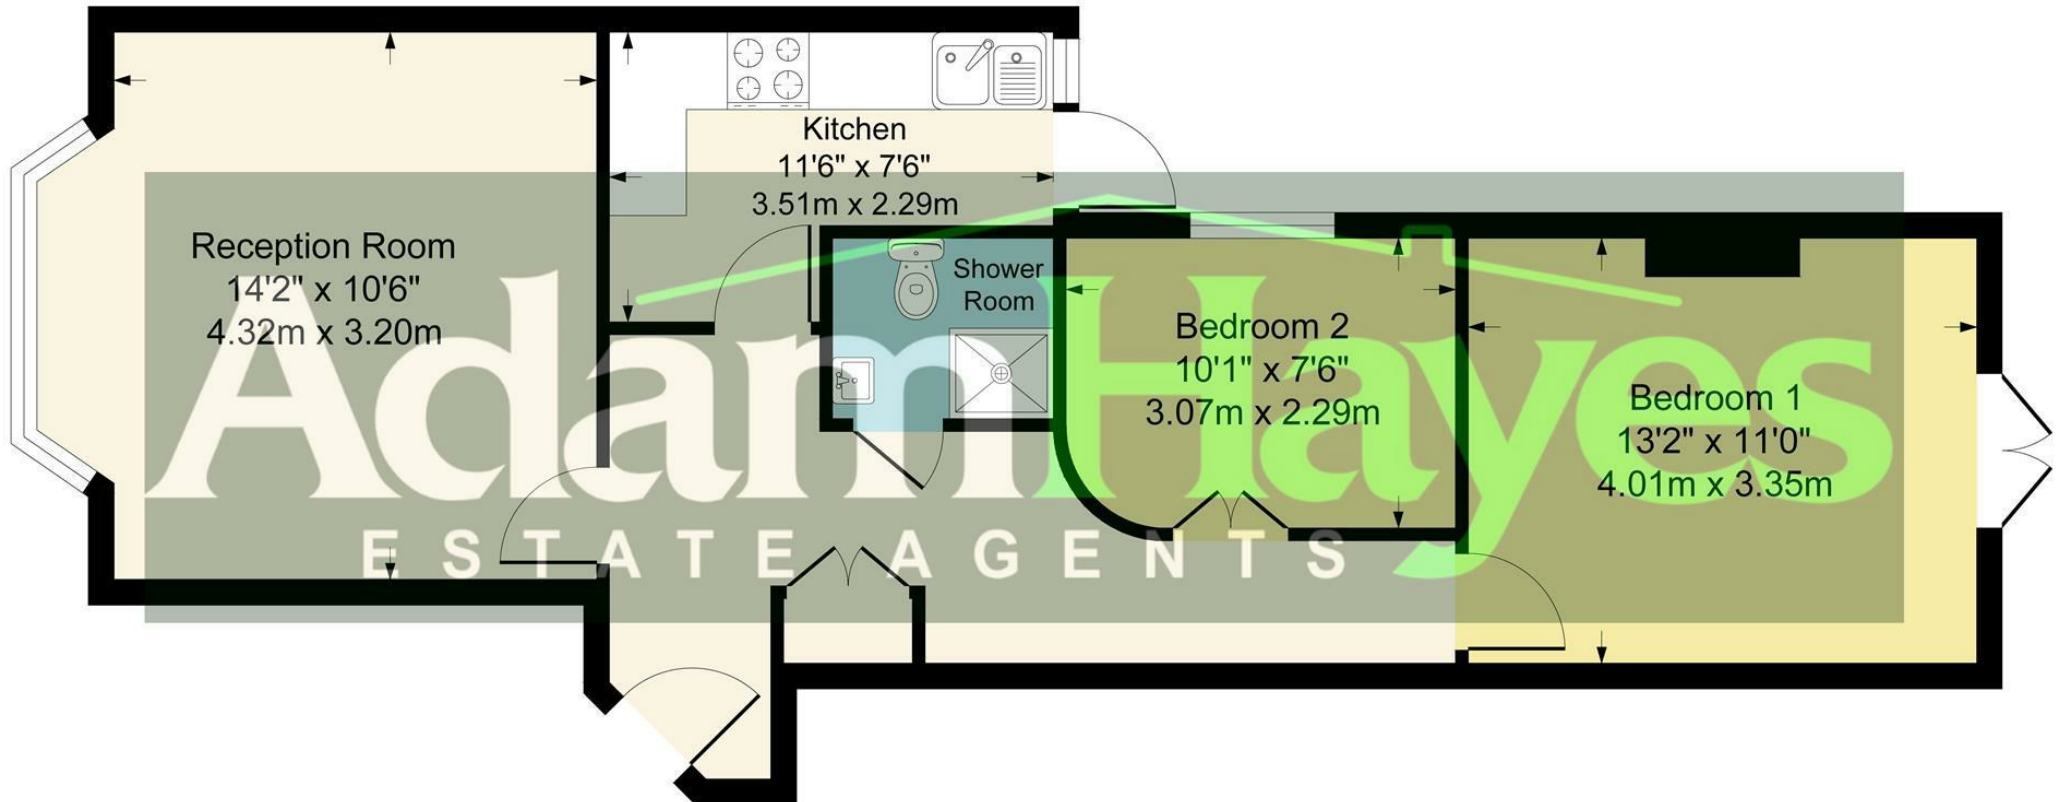 Kitchen
11'6" x 7'6"
3.51m x 2.29m
Reception Room
14'2" x 10'6"
4.32m x 3.20m
Shower
Room
Bedroom 2
10'1" x 7'6"
3.07m x 2.29m
Bedroom 1
13'2" x 11'0"
4.01m x 3.35m
AdamHayes
ESTATE AGENTS